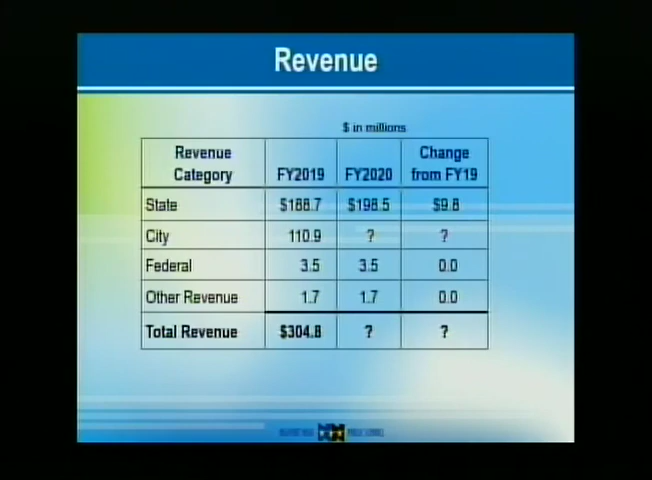 Revenue
$ in millions
Revenue Category FY2019 FY2020 Change from FY19
State $188.7 $198.5 $9.8
City 110.9 ? ?
Federal 3.5 3.5 0.0
Other Revenue 1.7 1.7 0.0
Total Revenue $304.8 ? ?